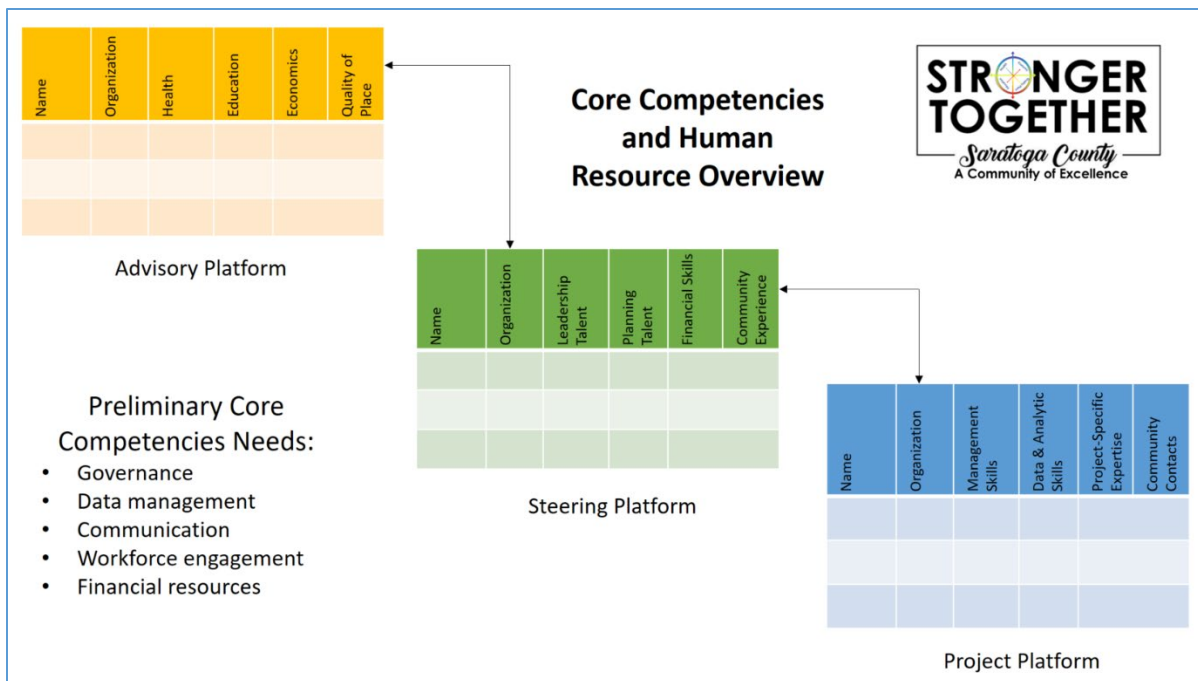 Name
Organization
Health
Education
Economics
Quality of
Place
Advisory Platform
Core Competencies
and Human
Resource Overview
STRONGER
TOGETHER
Saratoga County
A Community of Excellence
Name
Organization
Leadership
Talent
Planning
Talent
Financial Skills
Community
Experience
Steering Platform
Preliminary Core
Competencies Needs:
• Governance
• Data management
• Communication
• Workforce engagement
• Financial resources
Name
Organization
Management
Skills
Data & Analytic
Skills
Project-Specific
Expertise
Community
Contacts
Project Platform